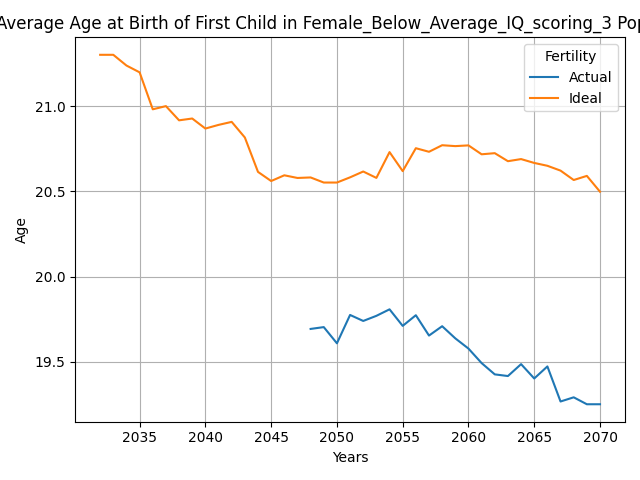 Average Age at Birth of First Child in Female_Below_Average_IQ_scoring_3
Fertility
Actual
Ideal
21.0
20.5
20.0
19.5
Age
2035 2040 2045 2050 2055 2060 2065 2070
Years